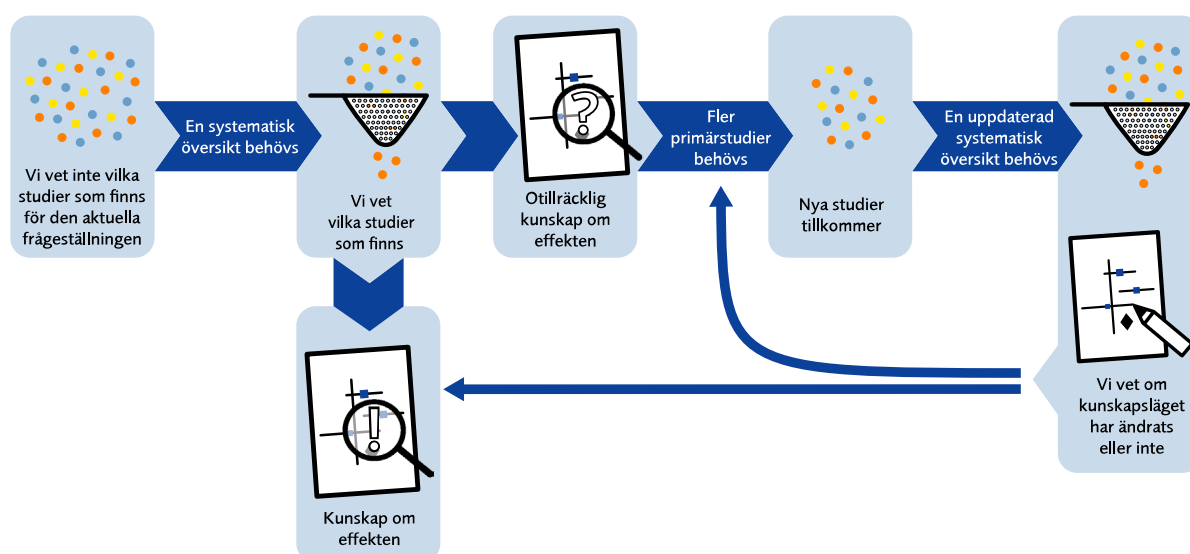 Vi vet inte vilka
studier som finns
för den aktuella
frågeställningen
En systematisk
översikt behövs
Vi vet
vilka studier
som finns
?
Otillräcklig
kunskap om
effekten
Fler
primärstudier
behövs
Nya studier
tillkommer
En uppdaterad
systematisk
översikt behövs
Vi vet om
kunskapsläget
har ändrats
eller inte
!
Kunskap om
effekten